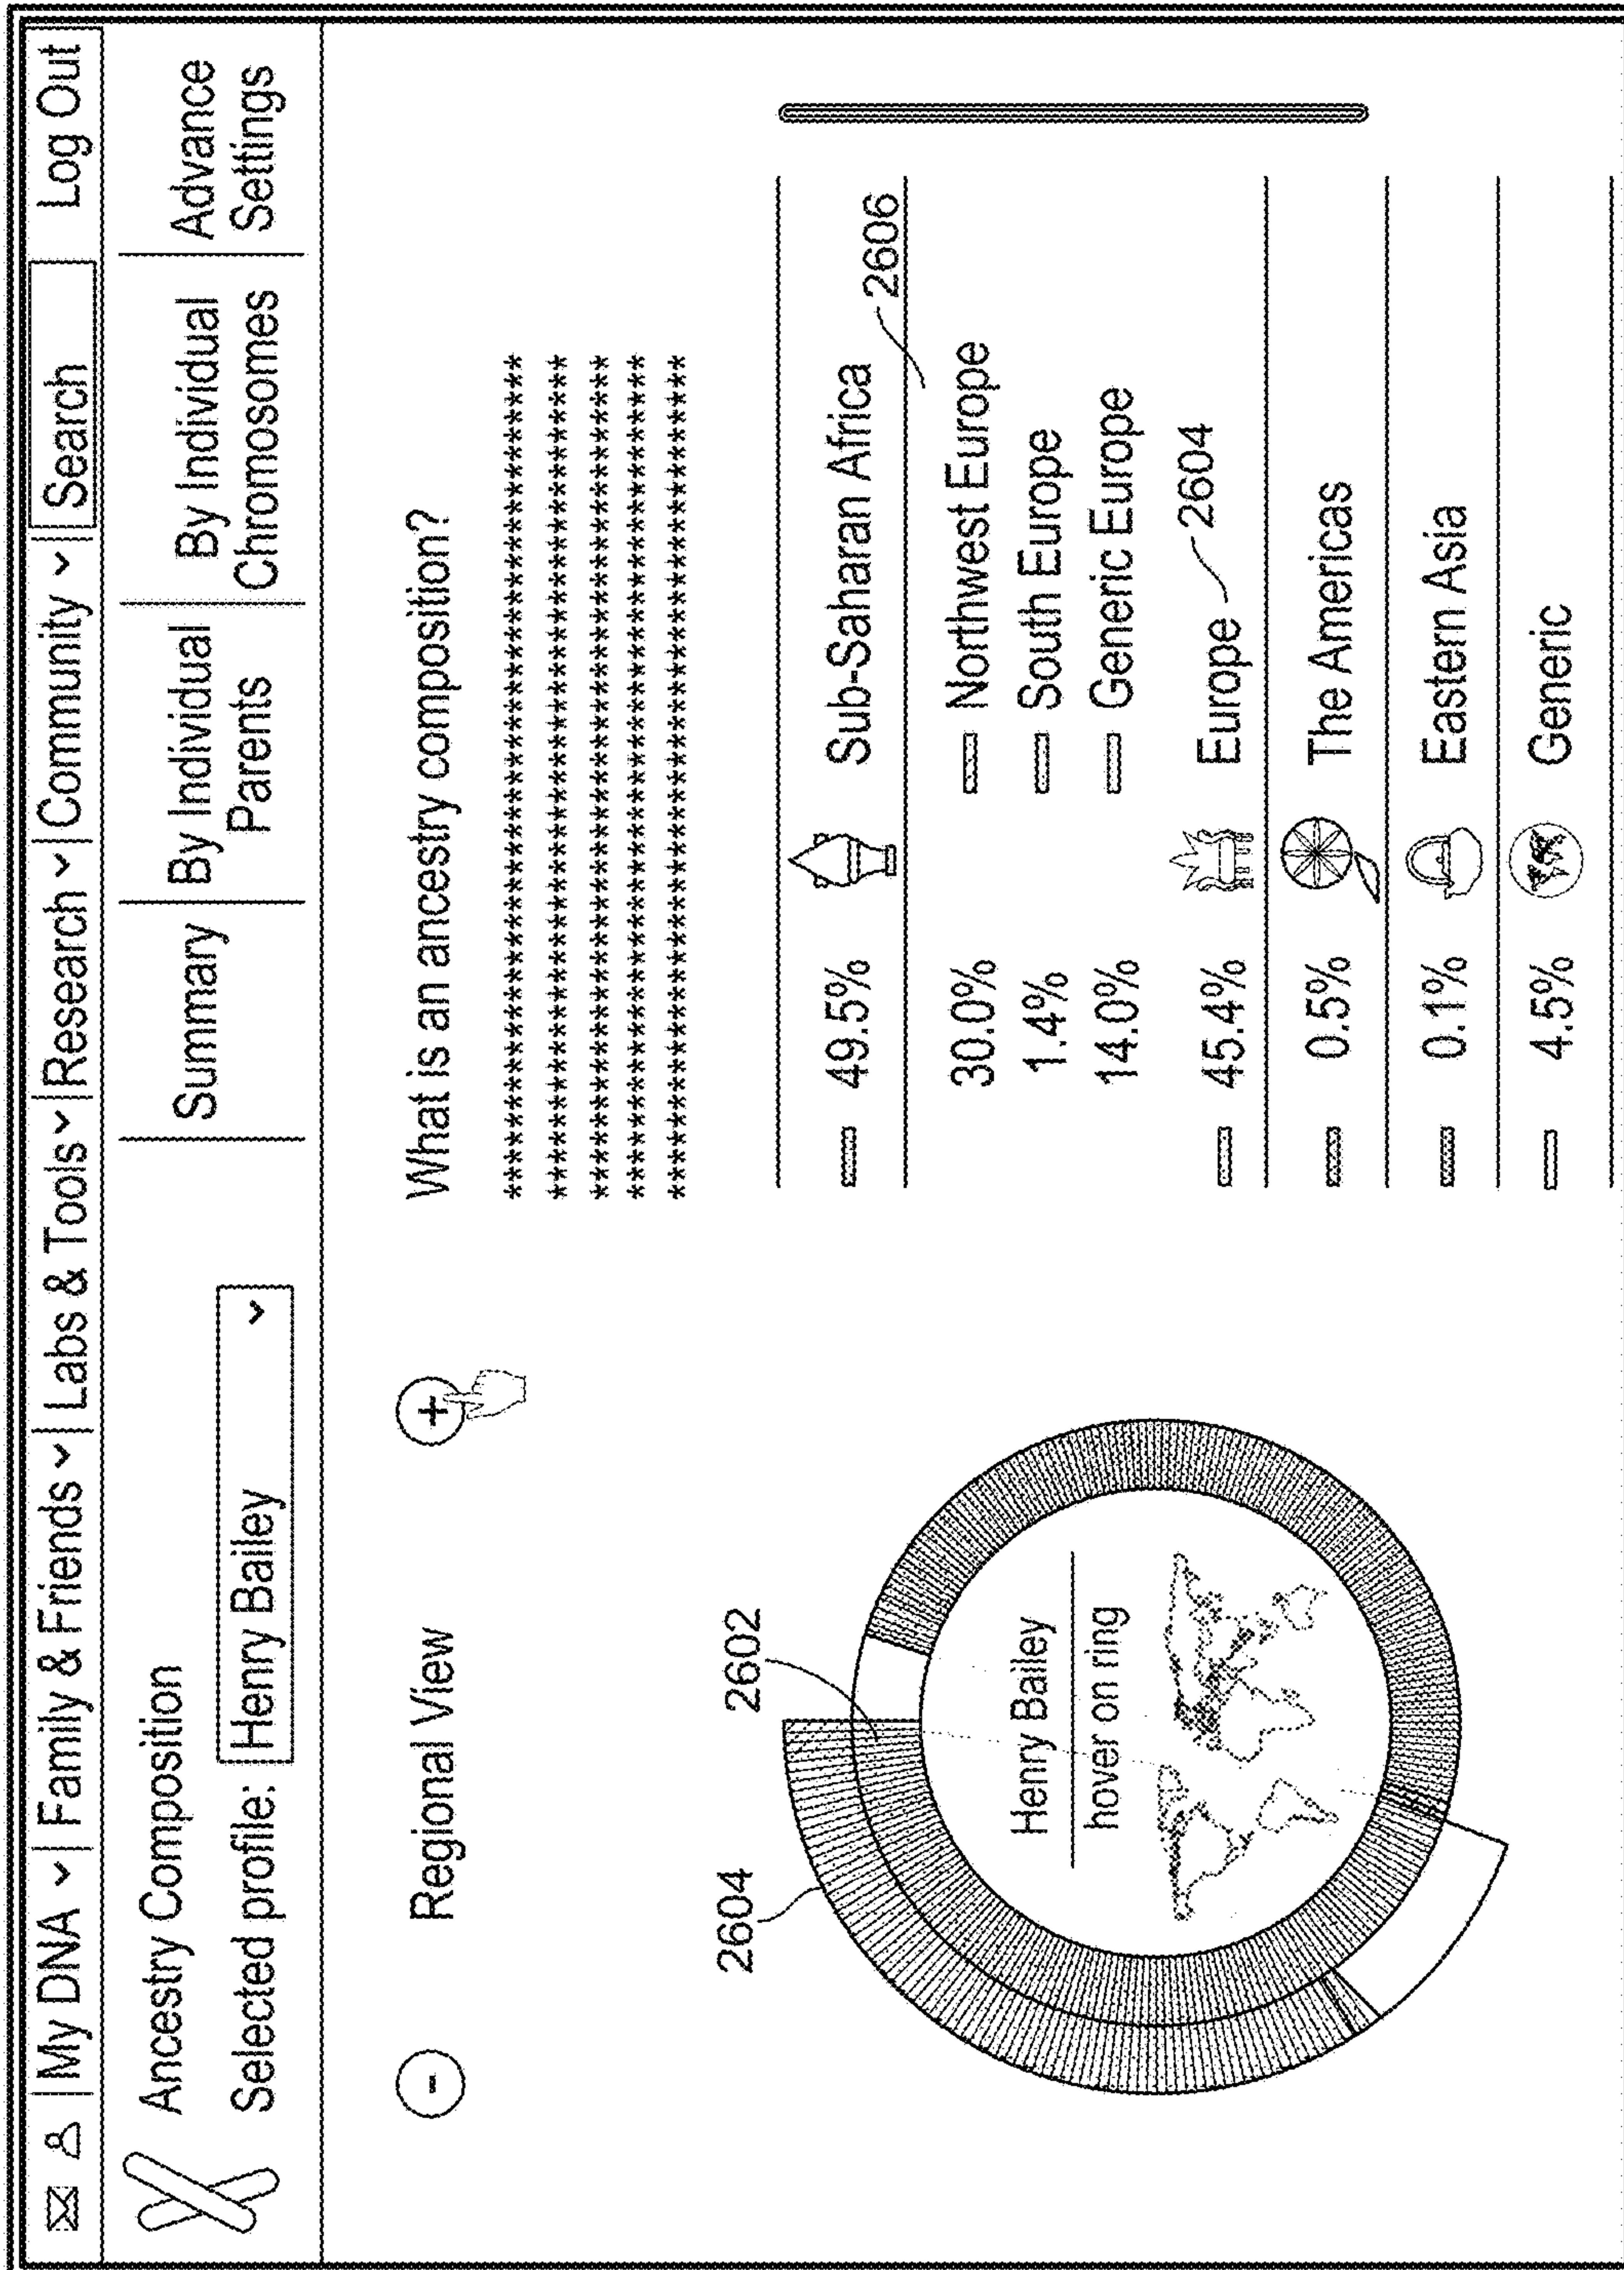 My DNA | Family & Friends | Labs & Tools | Research | Community | Search Log Out
Ancestry Composition
Selected profile: Henry Bailey
Summary
By Individual
Parents
By Individual
Chromosomes
Advance
Settings
- Regional View +
2604
2602
Henry Bailey
hover on ring
What is an ancestry composition?
49.5% Sub-Saharan Africa
2606
30.0% Northwest Europe
1.4% South Europe
14.0% Generic Europe
45.4% Europe 2604
0.5% The Americas
0.1% Eastern Asia
4.5% Generic